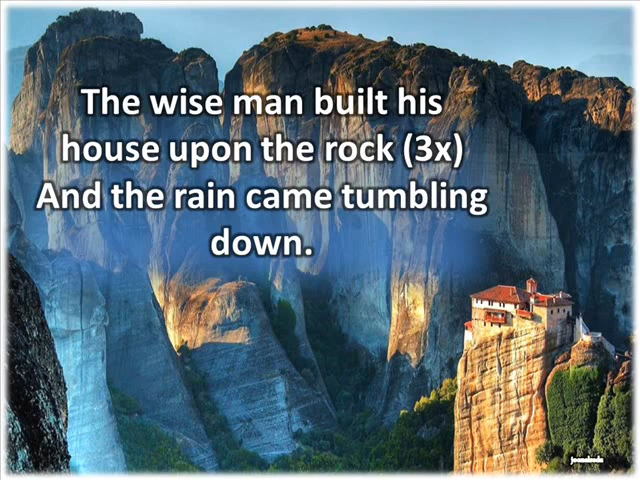 The wise man built his
house upon the rock (3x)
And the rain came tumbling
down.